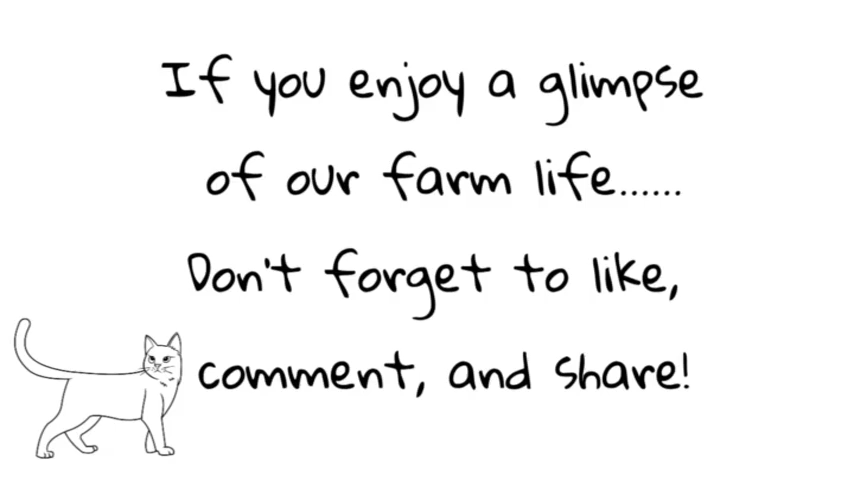 If you enjoy a glimpse
of our farm life......
Don't forget to like,
comment, and share!